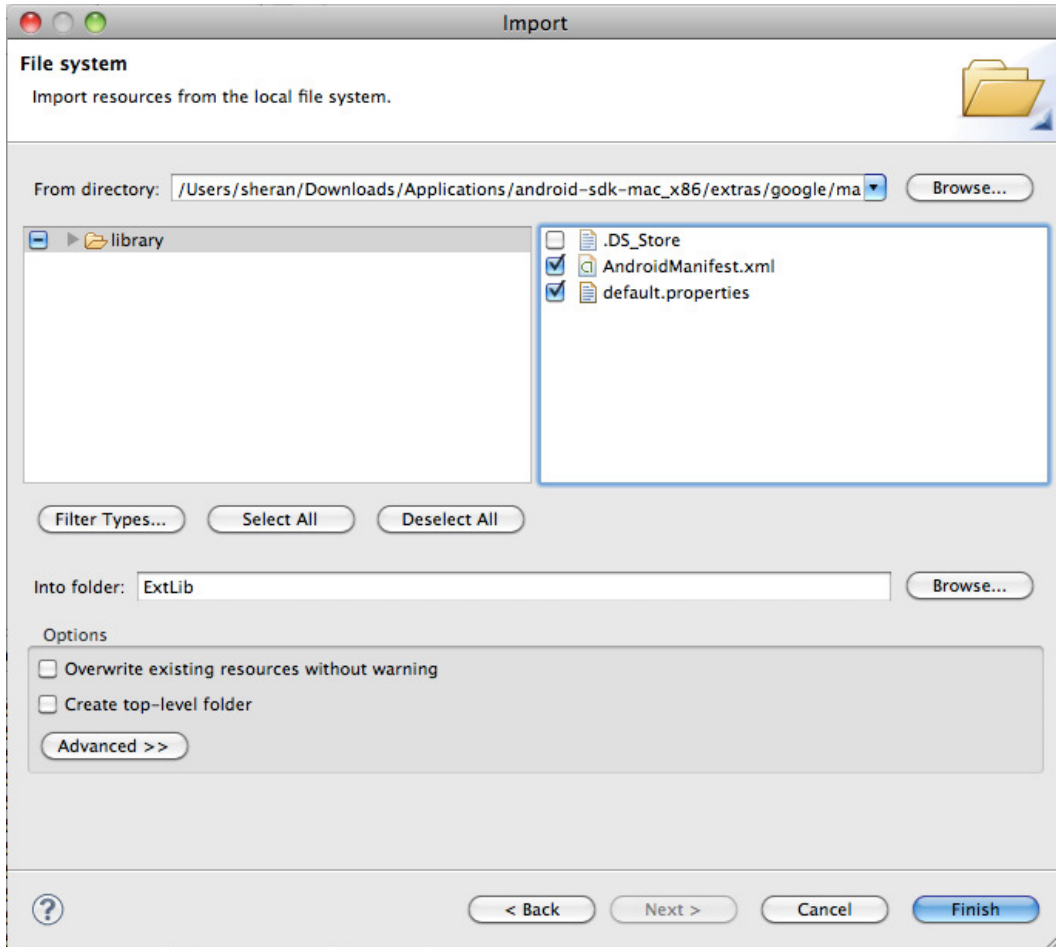 Import
File system
Import resources from the local file system.
From directory: /Users/sheran/Downloads/Applications/android-sdk-mac_x86/extras/google/ma Browse...
library
.DS_Store
AndroidManifest.xml
default.properties
Filter Types... Select All Deselect All
Into folder: ExtLib Browse...
Options
Overwrite existing resources without warning
Create top-level folder
Advanced >>
? < Back Next > Cancel Finish